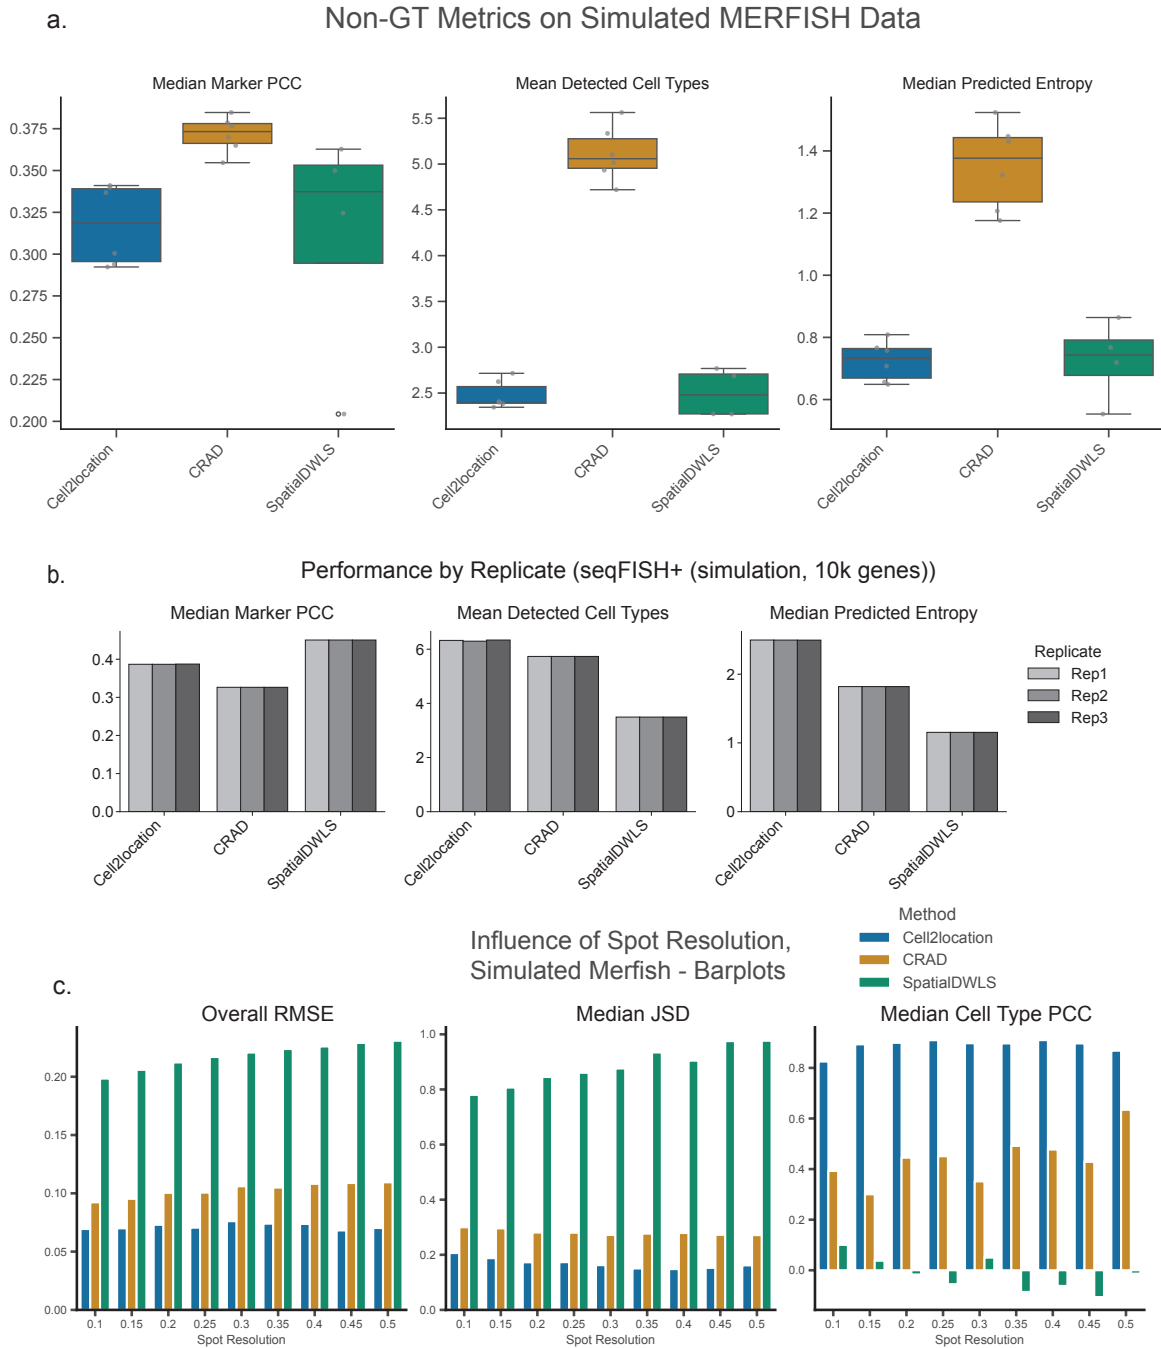 a.
Non-GT Metrics on Simulated MERFISH Data
Median Marker PCC
Mean Detected Cell Types
Median Predicted Entropy
0.375
0.350
0.325
0.300
0.275
0.250
0.225
0.200
5.5
5.0
4.5
4.0
3.5
3.0
2.5
1.4
1.2
1.0
0.8
0.6
Cell2location
CRAD
SpatialDWLS
Cell2location
CRAD
SpatialDWLS
Cell2location
CRAD
SpatialDWLS
b.
Performance by Replicate (seqFISH+ (simulation, 10k genes))
Median Marker PCC
Mean Detected Cell Types
Median Predicted Entropy
0.4
0.3
0.2
0.1
0.0
6
4
2
0
2
1
0
Replicate
Rep1
Rep2
Rep3
Cell2location
CRAD
SpatialDWLS
Cell2location
CRAD
SpatialDWLS
Cell2location
CRAD
SpatialDWLS
Method
Cell2location
CRAD
SpatialDWLS
Influence of Spot Resolution,
Simulated Merfish - Barplots
c.
Overall RMSE
Median JSD
Median Cell Type PCC
0.20
0.15
0.10
0.05
0.00
0.1 0.15 0.2 0.25 0.3 0.35 0.4 0.45 0.5
Spot Resolution
1.0
0.8
0.6
0.4
0.2
0.0
0.1 0.15 0.2 0.25 0.3 0.35 0.4 0.45 0.5
Spot Resolution
0.8
0.6
0.4
0.2
0.0
0.1 0.15 0.2 0.25 0.3 0.35 0.4 0.45 0.5
Spot Resolution